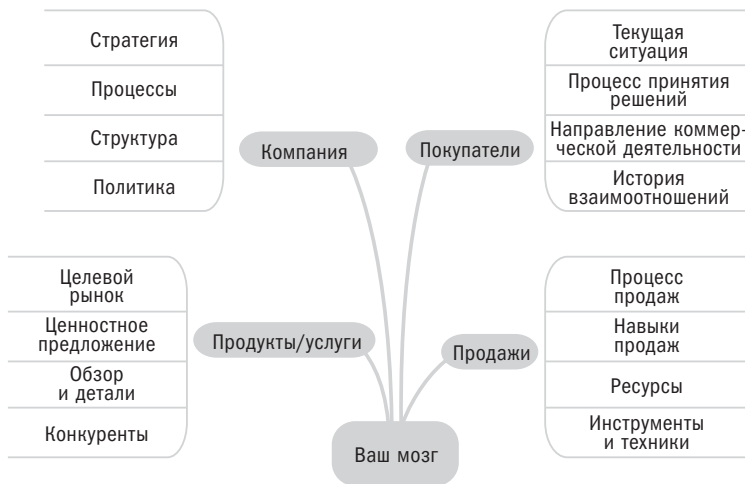 Стратегия
Процессы
Структура
Политика
Компания
Покупатели
Текущая
ситуация
Процесс принятия
решений
Направление коммер-
ческой деятельности
История
взаимоотношений
Целевой
рынок
Ценностное
предложение
Обзор
и детали
Конкуренты
Продукты/услуги
Продажи
Процесс
продаж
Навыки
продаж
Ресурсы
Инструменты
и техники
Ваш мозг